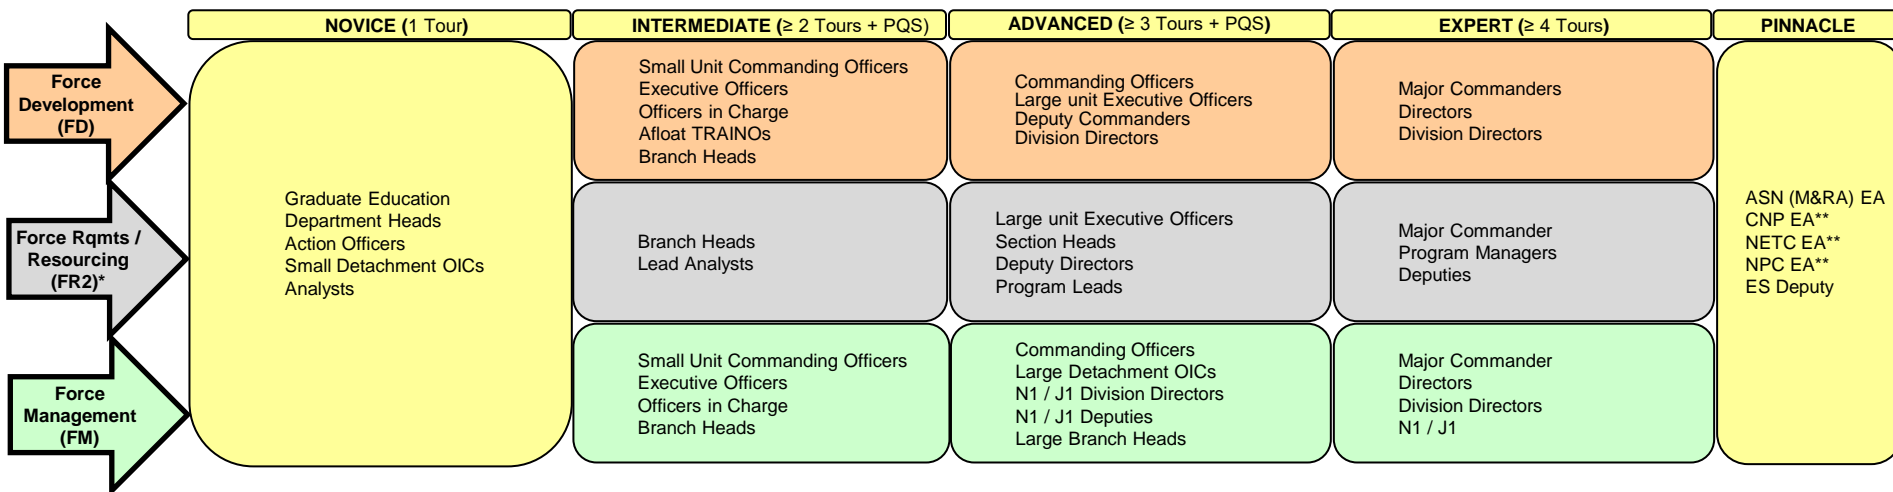 NOVICE (1 Tour)
INTERMEDIATE (≥ 2 Tours + PQS)
ADVANCED (≥ 3 Tours + PQS)
EXPERT (≥ 4 Tours)
PINNACLE
Force
Development
(FD)
Force Rqmts /
Resourcing
(FR2)*
Force
Management
(FM)
Graduate Education
Department Heads
Action Officers
Small Detachment OICs
Analysts
Small Unit Commanding Officers
Executive Officers
Officers in Charge
Afloat TRAINOs
Branch Heads
Commanding Officers
Large unit Executive Officers
Deputy Commanders
Division Directors
Major Commanders
Directors
Division Directors
Branch Heads
Lead Analysts
Large unit Executive Officers
Section Heads
Deputy Directors
Program Leads
Major Commander
Program Managers
Deputies
Small Unit Commanding Officers
Executive Officers
Officers in Charge
Branch Heads
Commanding Officers
Large Detachment OICs
N1 / J1 Division Directors
N1 / J1 Deputies
Large Branch Heads
Major Commander
Directors
Division Directors
N1 / J1
ASN (M&RA) EA
CNP EA**
NETC EA**
NPC EA**
ES Deputy